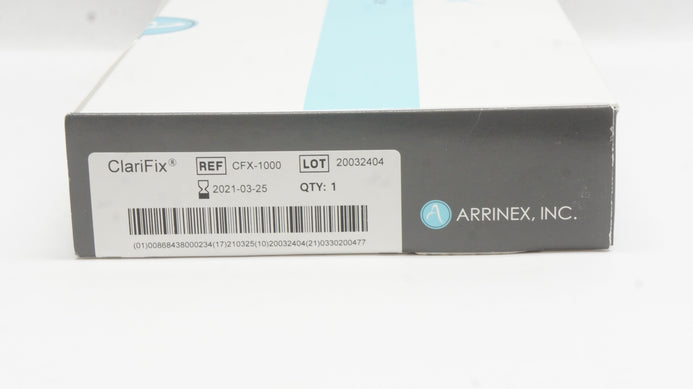 ClariFix® REF CFX-1000 LOT 20032404
2021-03-25 QTY: 1
(01)00868438000234(17)210325(10)20032404(21)0330200477
A ARRINEX, INC.